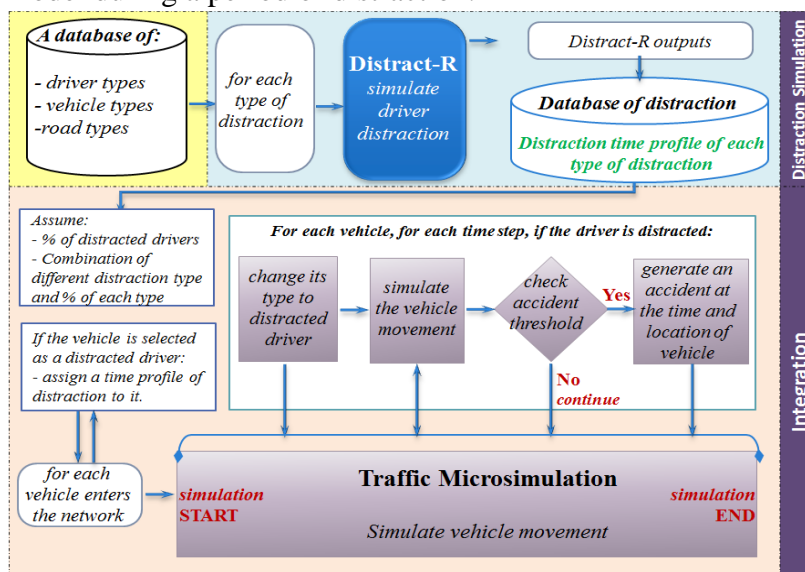 A database of:
- driver types
- vehicle types
-road types
for each
type of
distraction
Distract-R
simulate
driver
distraction
Distract-R outputs
Database of distraction
Distraction time profile of each
type of distraction
Distraction Simulation
Assume:
- % of distracted drivers
- Combination of
different distraction type
and % of each type
If the vehicle is selected
as a distracted driver:
- assign a time profile of
distraction to it.
for each
vehicle enters
the network
For each vehicle, for each time step, if the driver is distracted:
change its
type to
distracted
driver
simulate
the vehicle
movement
check
accident
threshold
Yes
generate an
accident at
the time and
location of
vehicle
No
continue
Traffic Microsimulation
simulation
START
simulation
END
Simulate vehicle movement
Integration